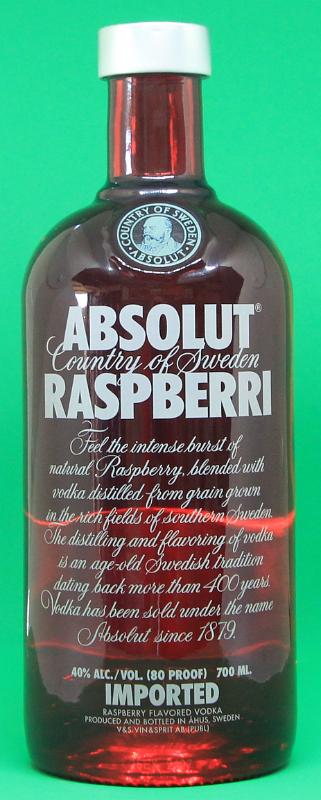 COUNTRY OF SWEDEN
ABSOLUT
ABSOLUT®
Country of Sweden
RASPBERRI
Feel the intense burst of
natural Raspberry, blended with
vodka distilled from grain grown
in the rich fields of southern Sweden.
The distilling and flavoring of vodka
is an age-old Swedish tradition
dating back more than 400 years.
Vodka has been sold under the name
Absolut since 1879.
40% ALC./VOL. (80 PROOF) 700 ML.
IMPORTED
RASPBERRY FLAVORED VODKA
PRODUCED AND BOTTLED IN ÅHUS, SWEDEN
V&S VIN&SPRIT AB (PUBL)